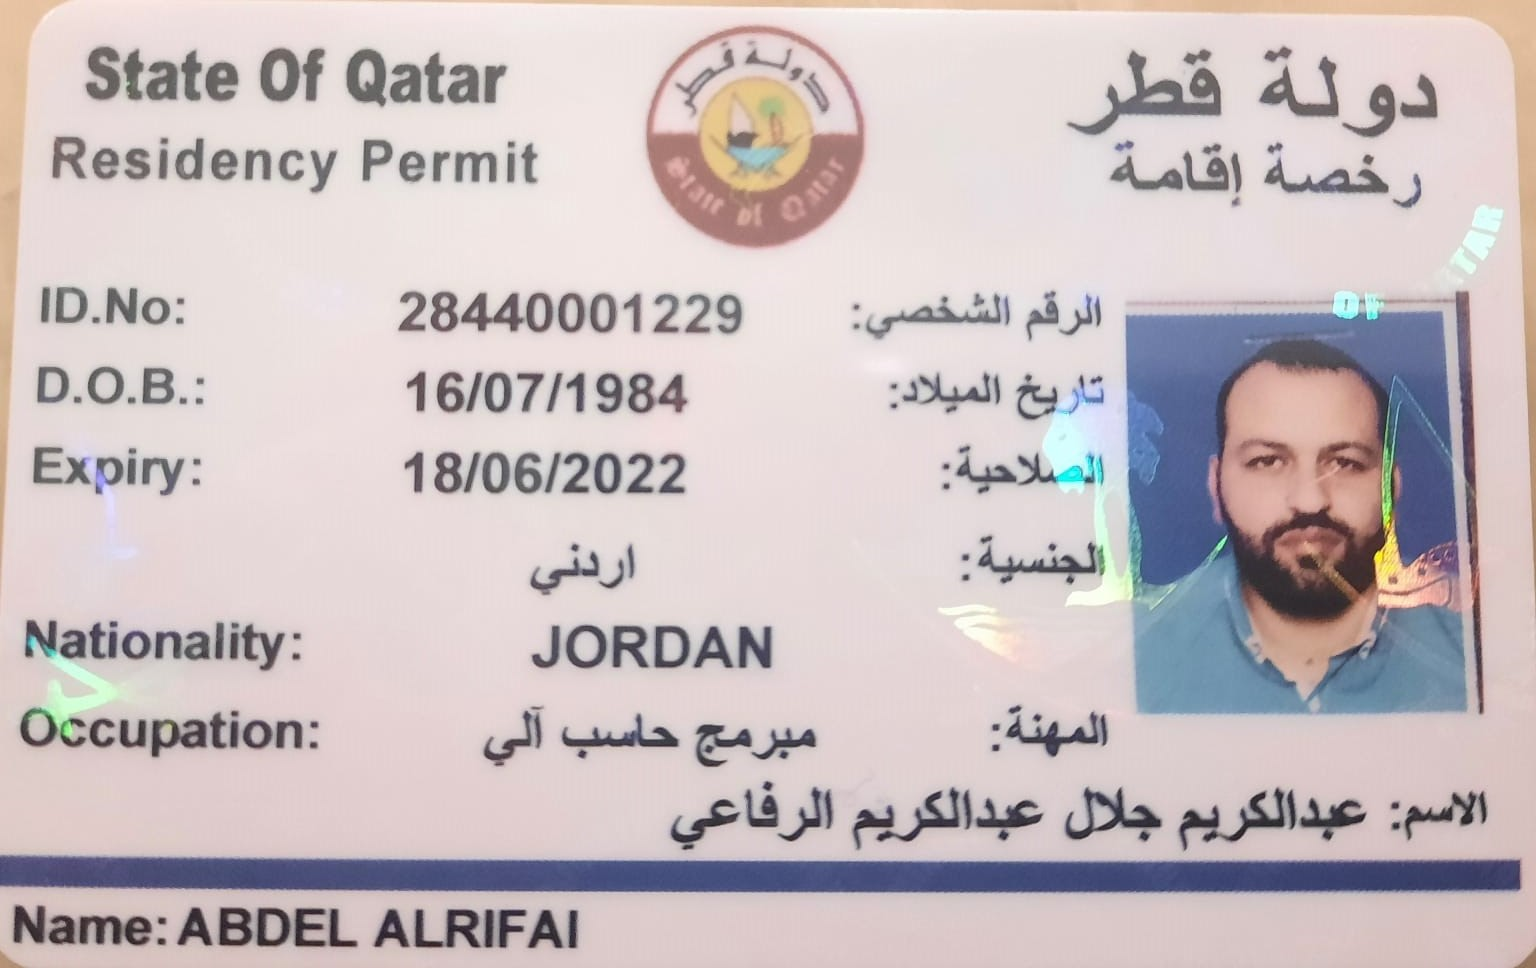 State Of Qatar
دولة قطر
Residency Permit
رخصة إقامة
دولة قطر
State of Qatar
ID.No: 28440001229 الرقم الشخصي:
D.O.B.: 16/07/1984 تاريخ الميلاد:
Expiry: 18/06/2022 الصلاحية:
اردني الجنسية:
Nationality: JORDAN
Occupation: مبرمج حاسب آلي المهنة:
الاسم: عبدالكريم جلال عبدالكريم الرفاعي
Name: ABDEL ALRIFAI